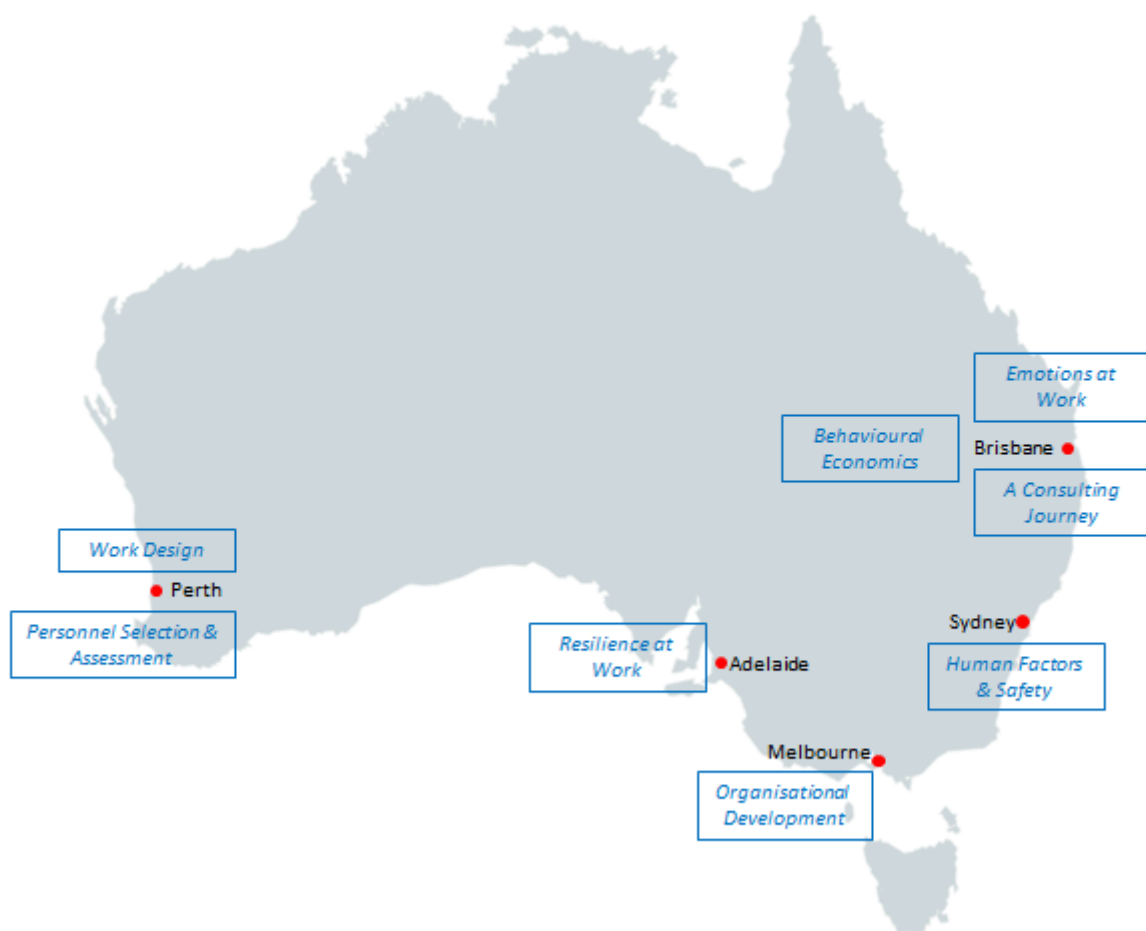 Emotions at
Work
Behavioural
Economics
Brisbane
A Consulting
Journey
Work Design
Perth
Personnel Selection &
Assessment
Sydney
Human Factors
& Safety
Resilience at
Work
Adelaide
Melbourne
Organisational
Development